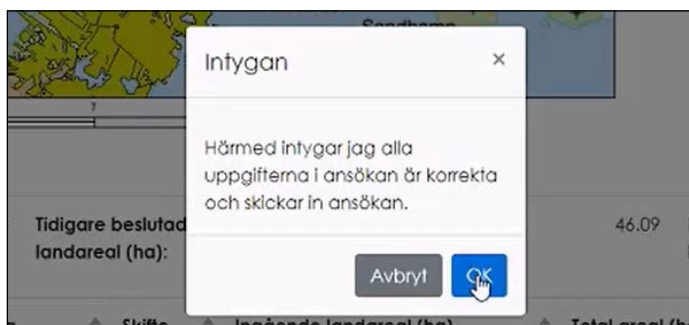 Sandhamn
Intygan
×
Härmed intygar jag alla
uppgifterna i ansökan är korrekta
och skickar in ansökan.
Tidigare beslutad
landareal (ha):
46.09
Avbryt
OK
Skifte
Ingående landareal (ha)
Total areal (h